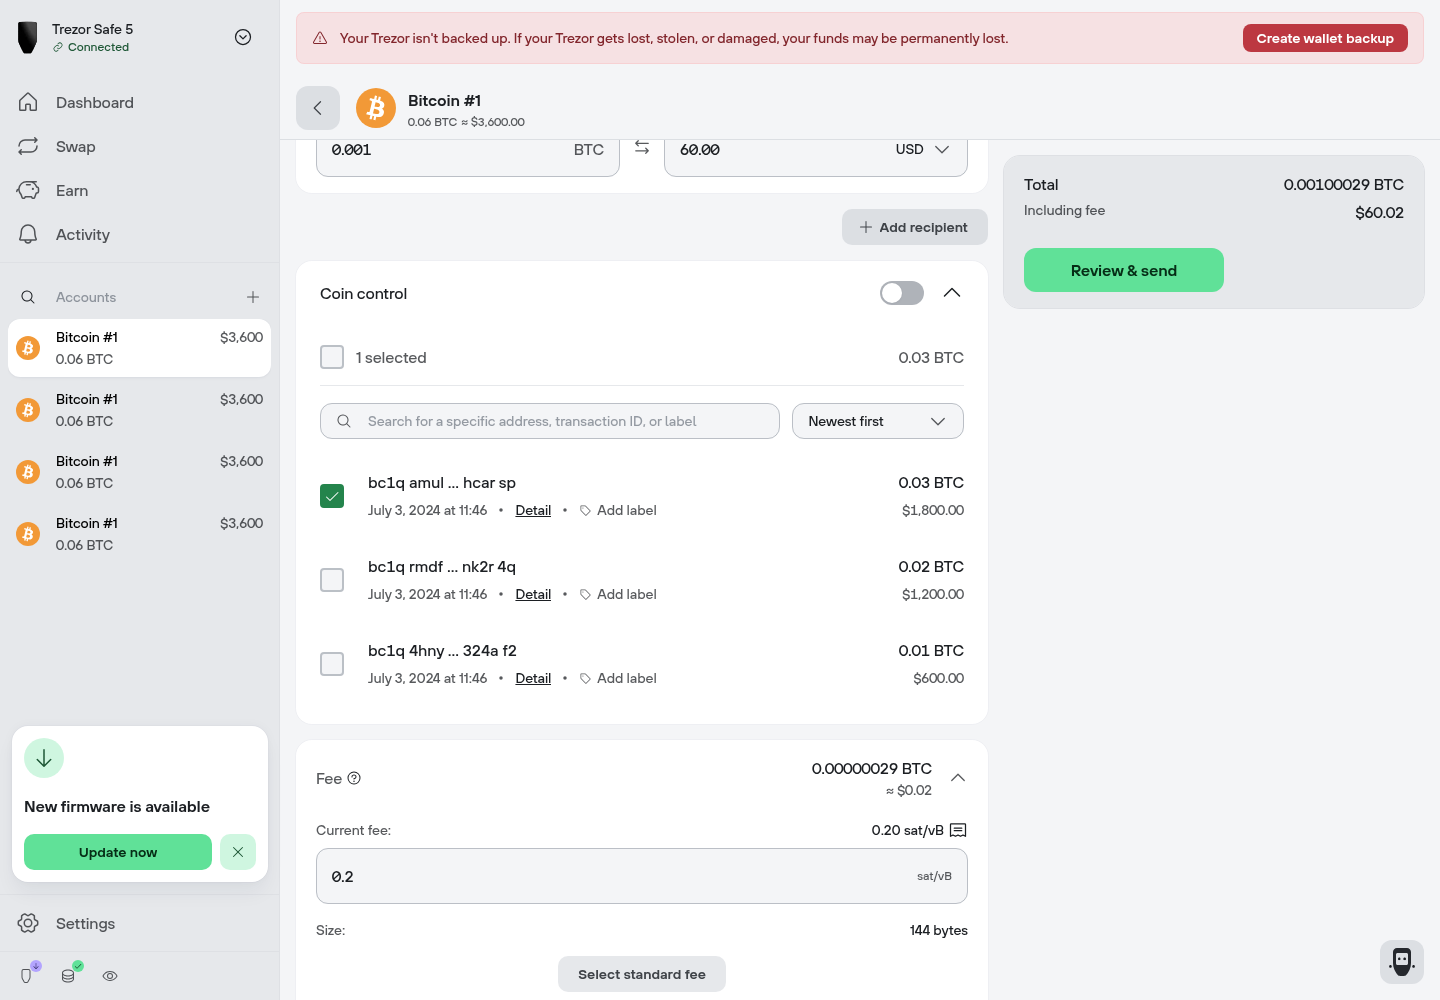 Trezor Safe 5
Connected
Dashboard
Swap
Earn
Activity
Accounts
Bitcoin #1 $3,600
0.06 BTC
Bitcoin #1 $3,600
0.06 BTC
Bitcoin #1 $3,600
0.06 BTC
Bitcoin #1 $3,600
0.06 BTC
New firmware is available
Update now
Settings
Your Trezor isn't backed up. If your Trezor gets lost, stolen, or damaged, your funds may be permanently lost.
Create wallet backup
Bitcoin #1
0.06 BTC ≈ $3,600.00
0.001 BTC 60.00 USD
Add recipient
Coin control
1 selected 0.03 BTC
Search for a specific address, transaction ID, or label
Newest first
bc1q amul ... hcar sp 0.03 BTC
July 3, 2024 at 11:46 • Detail • Add label $1,800.00
bc1q rmdf ... nk2r 4q 0.02 BTC
July 3, 2024 at 11:46 • Detail • Add label $1,200.00
bc1q 4hny ... 324a f2 0.01 BTC
July 3, 2024 at 11:46 • Detail • Add label $600.00
Fee 0.00000029 BTC
≈ $0.02
Current fee: 0.20 sat/vB
0.2 sat/vB
Size: 144 bytes
Select standard fee
Total 0.00100029 BTC
Including fee $60.02
Review & send